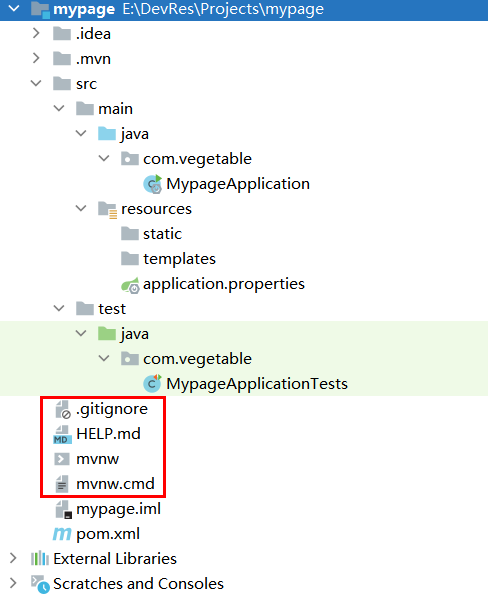 mypage E:\DevRes\Projects\mypage
.idea
.mvn
src
main
java
com.vegetable
MypageApplication
resources
static
templates
application.properties
test
java
com.vegetable
MypageApplicationTests
.gitignore
HELP.md
mvnw
mvnw.cmd
mypage.iml
pom.xml
External Libraries
Scratches and Consoles